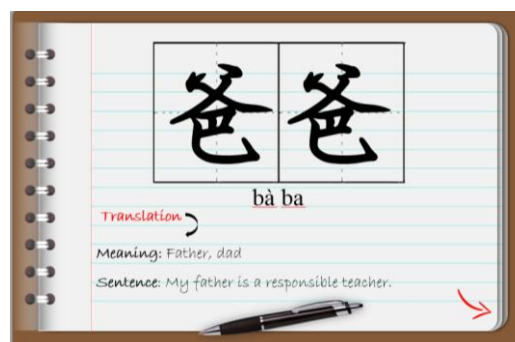 爸爸
bà ba
Translation
Meaning: Father, dad
Sentence: My father is a responsible teacher.